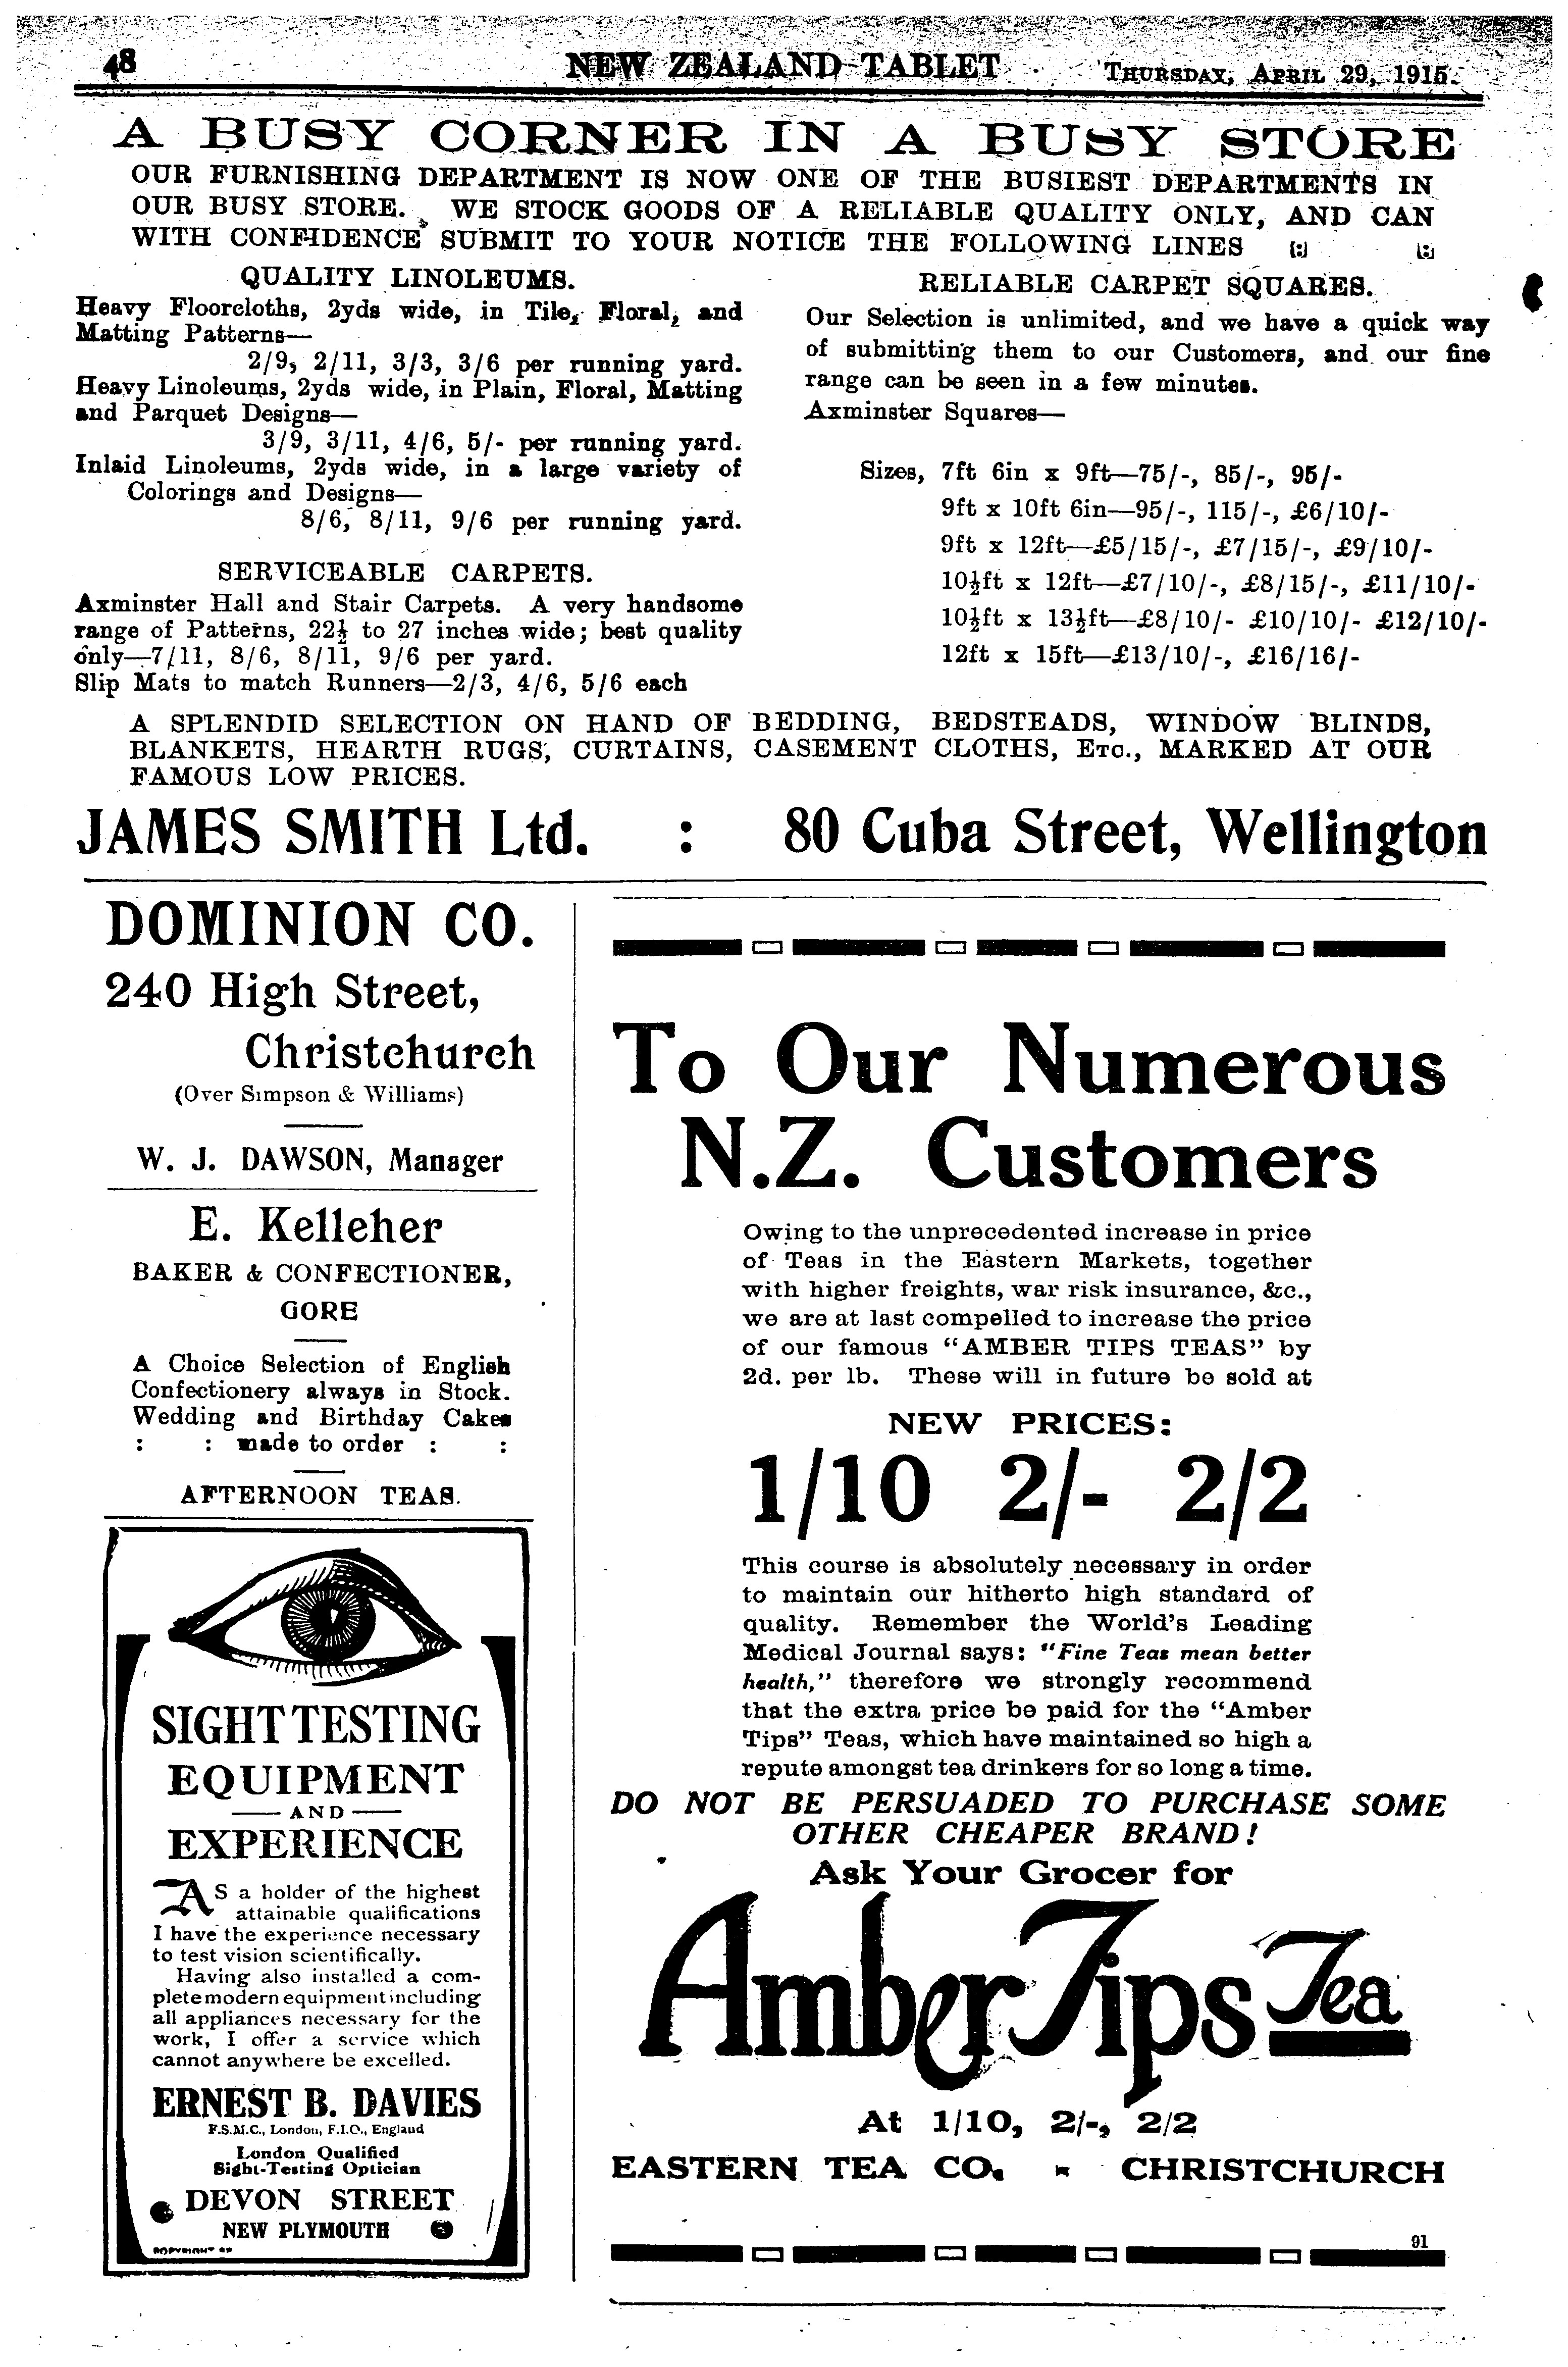 48
NEW ZEALAND TABLET
THURSDAY, APRIL 29, 1915.
A BUSY CORNER IN A BUSY STORE
OUR FURNISHING DEPARTMENT IS NOW ONE OF THE BUSIEST DEPARTMENTS IN
OUR BUSY STORE. WE STOCK GOODS OF A RELIABLE QUALITY ONLY, AND CAN
WITH CONFIDENCE SUBMIT TO YOUR NOTICE THE FOLLOWING LINES [:] [:]
QUALITY LINOLEUMS.
Heavy Floorcloths, 2yds wide, in Tile, Floral, and
Matting Patterns—
2/9, 2/11, 3/3, 3/6 per running yard.
Heavy Linoleums, 2yds wide, in Plain, Floral, Matting
and Parquet Designs—
3/9, 3/11, 4/6, 5/- per running yard.
Inlaid Linoleums, 2yds wide, in a large variety of
Colorings and Designs—
8/6, 8/11, 9/6 per running yard.
SERVICEABLE CARPETS.
Axminster Hall and Stair Carpets. A very handsome
range of Patterns, 22½ to 27 inches wide; best quality
only—7/11, 8/6, 8/11, 9/6 per yard.
Slip Mats to match Runners—2/3, 4/6, 5/6 each
RELIABLE CARPET SQUARES.
Our Selection is unlimited, and we have a quick way
of submitting them to our Customers, and our fine
range can be seen in a few minutes.
Axminster Squares—
Sizes, 7ft 6in x 9ft—75/-, 85/-, 95/-
9ft x 10ft 6in—95/-, 115/-, £6/10/-
9ft x 12ft—£5/15/-, £7/15/-, £9/10/-
10½ft x 12ft—£7/10/-, £8/15/-, £11/10/-
10½ft x 13½ft—£8/10/- £10/10/- £12/10/-
12ft x 15ft—£13/10/-, £16/16/-
A SPLENDID SELECTION ON HAND OF BEDDING, BEDSTEADS, WINDOW BLINDS,
BLANKETS, HEARTH RUGS, CURTAINS, CASEMENT CLOTHS, ETC., MARKED AT OUR
FAMOUS LOW PRICES.
JAMES SMITH Ltd. : 80 Cuba Street, Wellington
DOMINION CO.
240 High Street,
Christchurch
(Over Simpson & Williams)
W. J. DAWSON, Manager
E. Kelleher
BAKER & CONFECTIONER,
GORE
A Choice Selection of English
Confectionery always in Stock.
Wedding and Birthday Cakes
: : made to order : :
AFTERNOON TEAS.
SIGHT TESTING
EQUIPMENT
AND
EXPERIENCE
AS a holder of the highest
attainable qualifications
I have the experience necessary
to test vision scientifically.
Having also installed a com-
plete modern equipment including
all appliances necessary for the
work, I offer a service which
cannot anywhere be excelled.
ERNEST B. DAVIES
F.S.M.C., London, F.I.O., England
London Qualified
Sight-Testing Optician
DEVON STREET
NEW PLYMOUTH
COPYRIGHT
To Our Numerous
N.Z. Customers
Owing to the unprecedented increase in price
of Teas in the Eastern Markets, together
with higher freights, war risk insurance, &c.,
we are at last compelled to increase the price
of our famous "AMBER TIPS TEAS" by
2d. per lb. These will in future be sold at
NEW PRICES:
1/10 2/- 2/2
This course is absolutely necessary in order
to maintain our hitherto high standard of
quality. Remember the World's Leading
Medical Journal says: "Fine Teas mean better
health," therefore we strongly recommend
that the extra price be paid for the "Amber
Tips" Teas, which have maintained so high a
repute amongst tea drinkers for so long a time.
DO NOT BE PERSUADED TO PURCHASE SOME
OTHER CHEAPER BRAND!
Ask Your Grocer for
Amber Tips Tea
At 1/10, 2/-, 2/2
EASTERN TEA CO. - CHRISTCHURCH
91